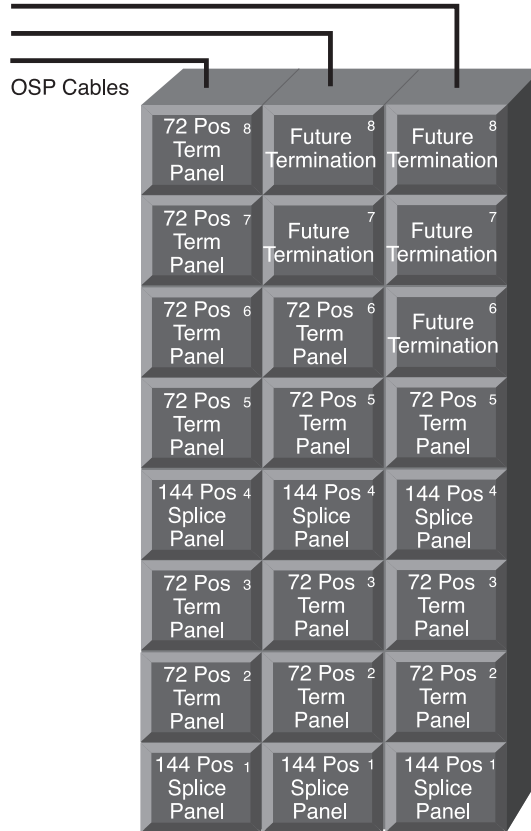 OSP Cables
72 Pos 8
Term
Panel
Future 8
Termination
Future 8
Termination
72 Pos 7
Term
Panel
Future 7
Termination
Future 7
Termination
72 Pos 6
Term
Panel
72 Pos 6
Term
Panel
Future 6
Termination
72 Pos 5
Term
Panel
72 Pos 5
Term
Panel
72 Pos 5
Term
Panel
144 Pos 4
Splice
Panel
144 Pos 4
Splice
Panel
144 Pos 4
Splice
Panel
72 Pos 3
Term
Panel
72 Pos 3
Term
Panel
72 Pos 3
Term
Panel
72 Pos 2
Term
Panel
72 Pos 2
Term
Panel
72 Pos 2
Term
Panel
144 Pos 1
Splice
Panel
144 Pos 1
Splice
Panel
144 Pos 1
Splice
Panel